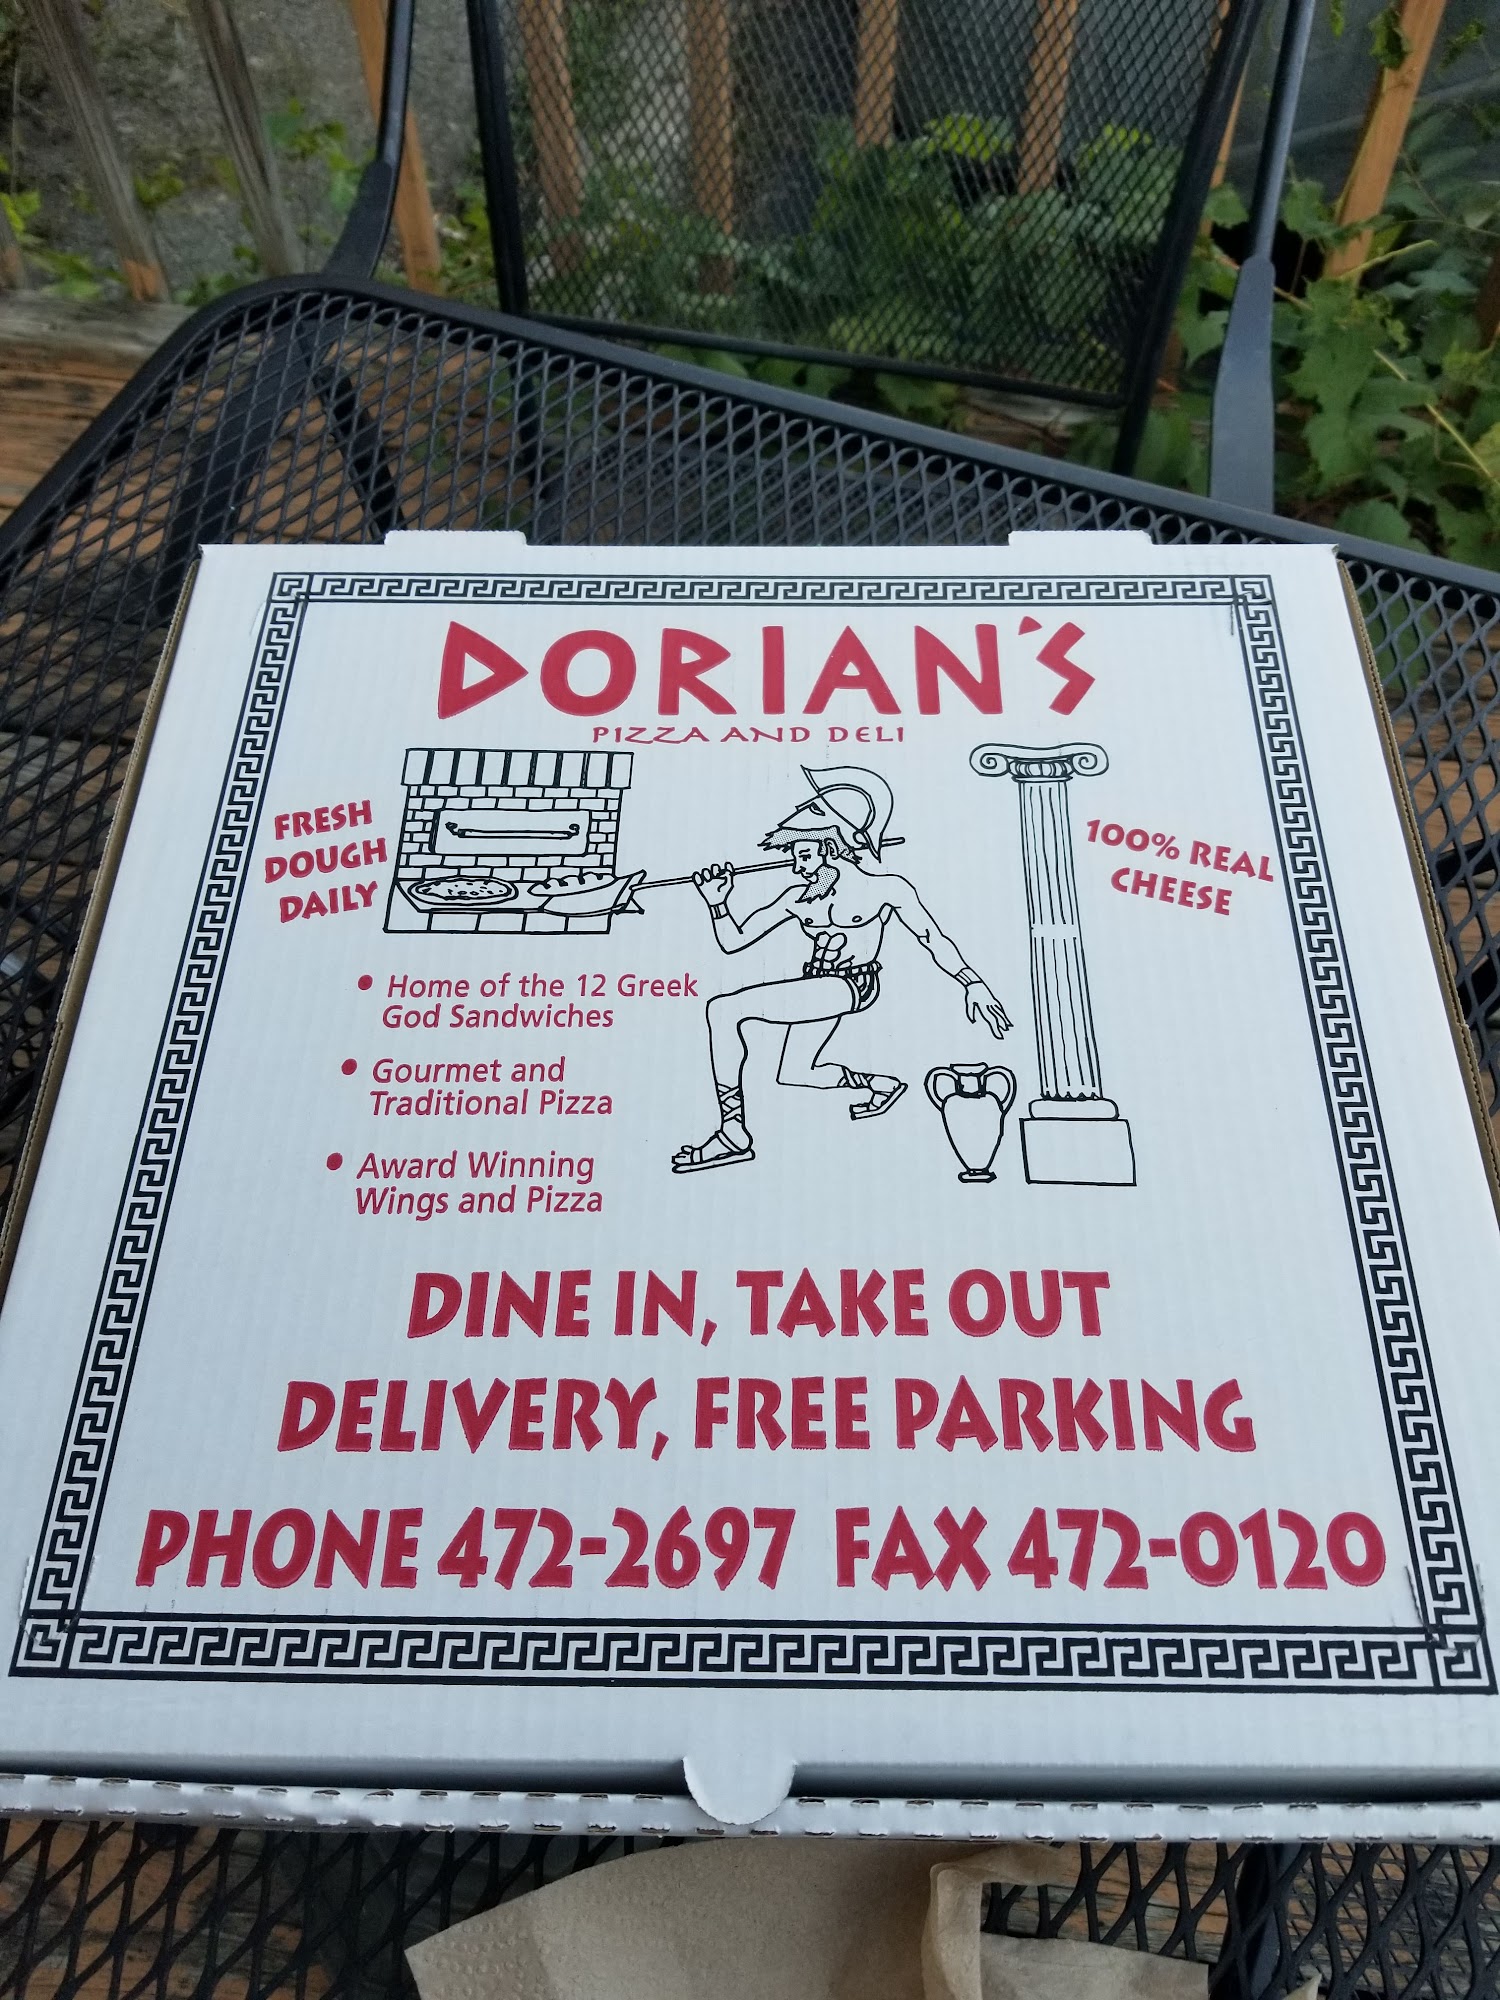 DORIAN'S
PIZZA AND DELI
FRESH
DOUGH
DAILY
100% REAL
CHEESE
• Home of the 12 Greek
God Sandwiches
• Gourmet and
Traditional Pizza
• Award Winning
Wings and Pizza
DINE IN, TAKE OUT
DELIVERY, FREE PARKING
PHONE 472-2697 FAX 472-0120